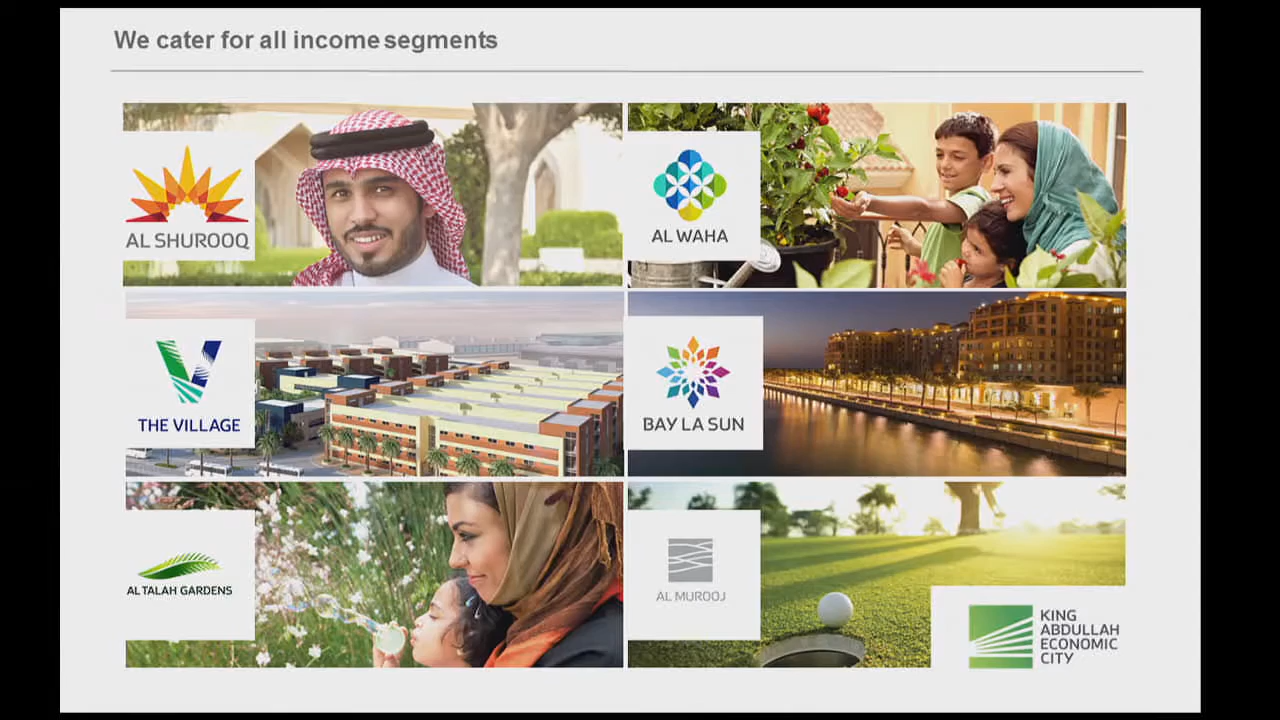 We cater for all income segments
AL SHUROOQ
AL WAHA
THE VILLAGE
BAY LA SUN
AL TALAH GARDENS
AL MUROOJ
KING
ABDULLAH
ECONOMIC
CITY